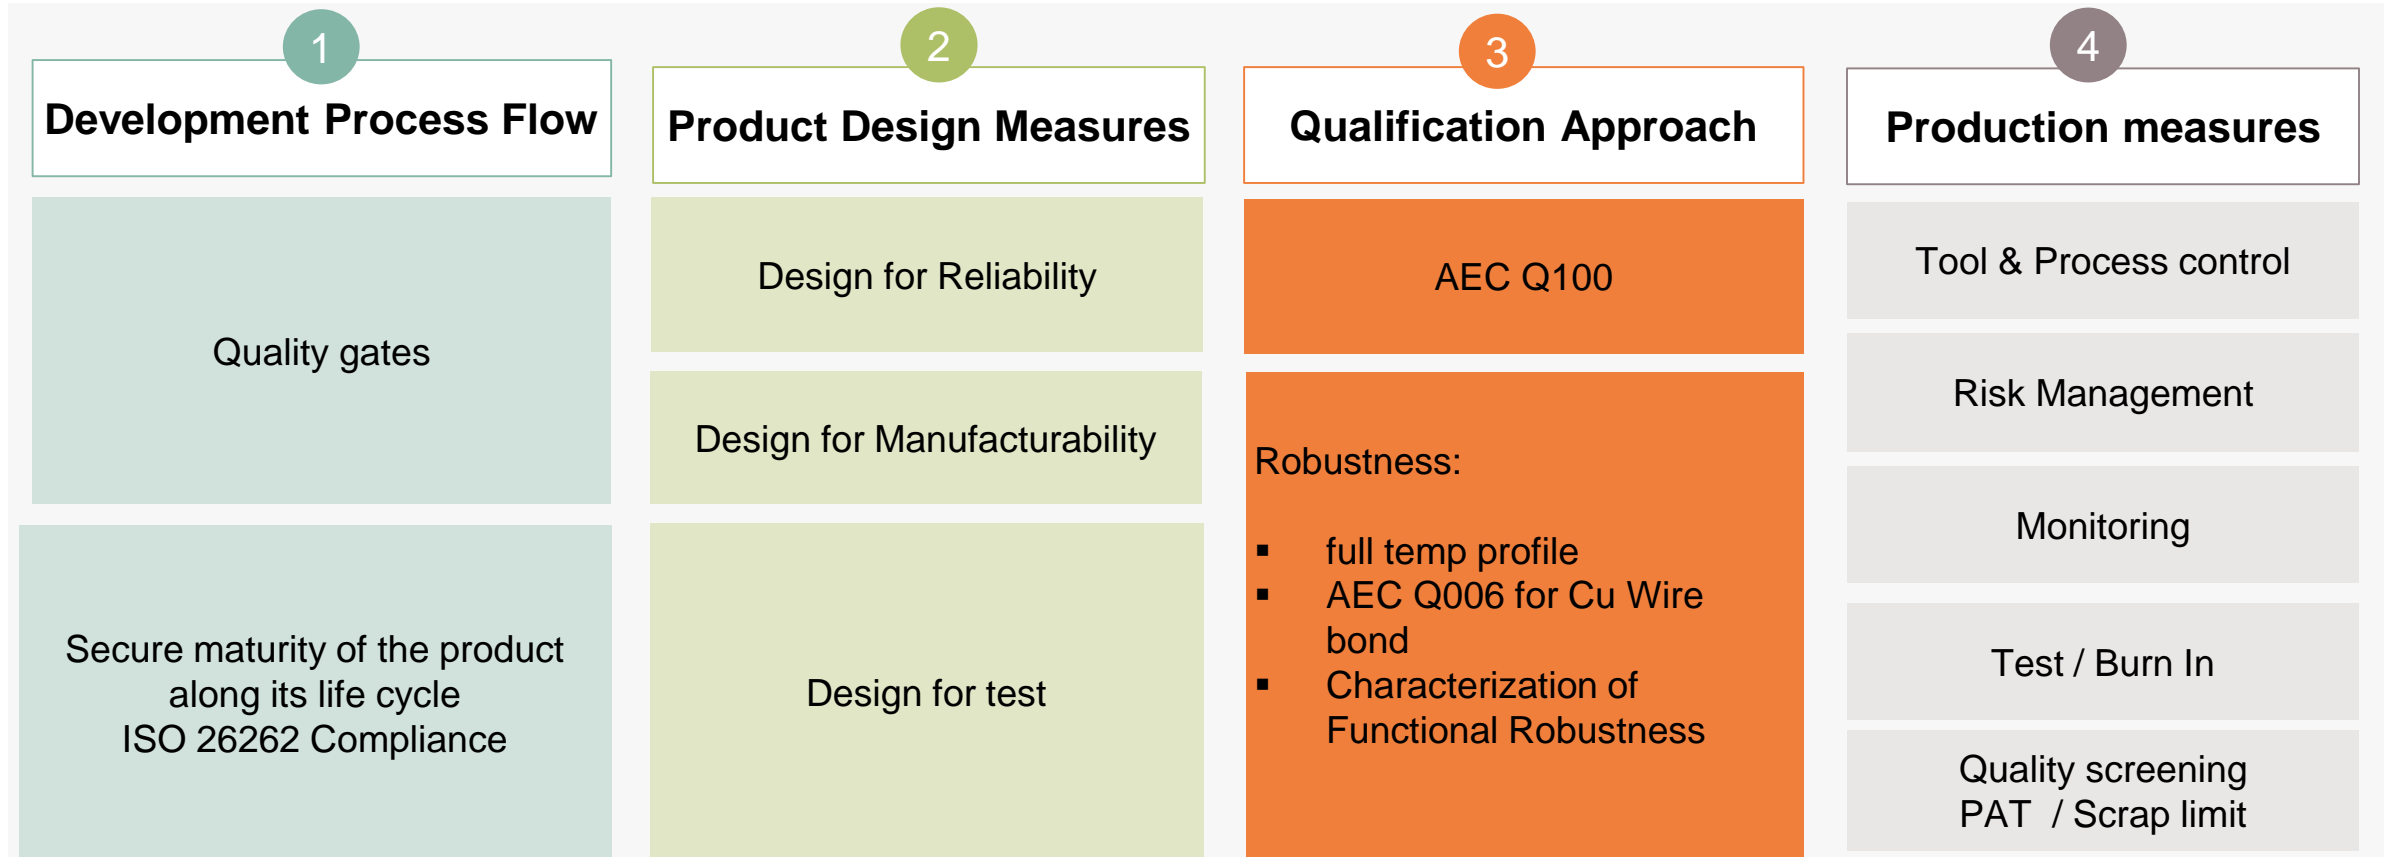 1
Development Process Flow
Quality gates
Secure maturity of the product
along its life cycle
ISO 26262 Compliance
2
Product Design Measures
Design for Reliability
Design for Manufacturability
Design for test
3
Qualification Approach
AEC Q100
Robustness:
▪ full temp profile
▪ AEC Q006 for Cu Wire
bond
▪ Characterization of
Functional Robustness
4
Production measures
Tool & Process control
Risk Management
Monitoring
Test / Burn In
Quality screening
PAT / Scrap limit